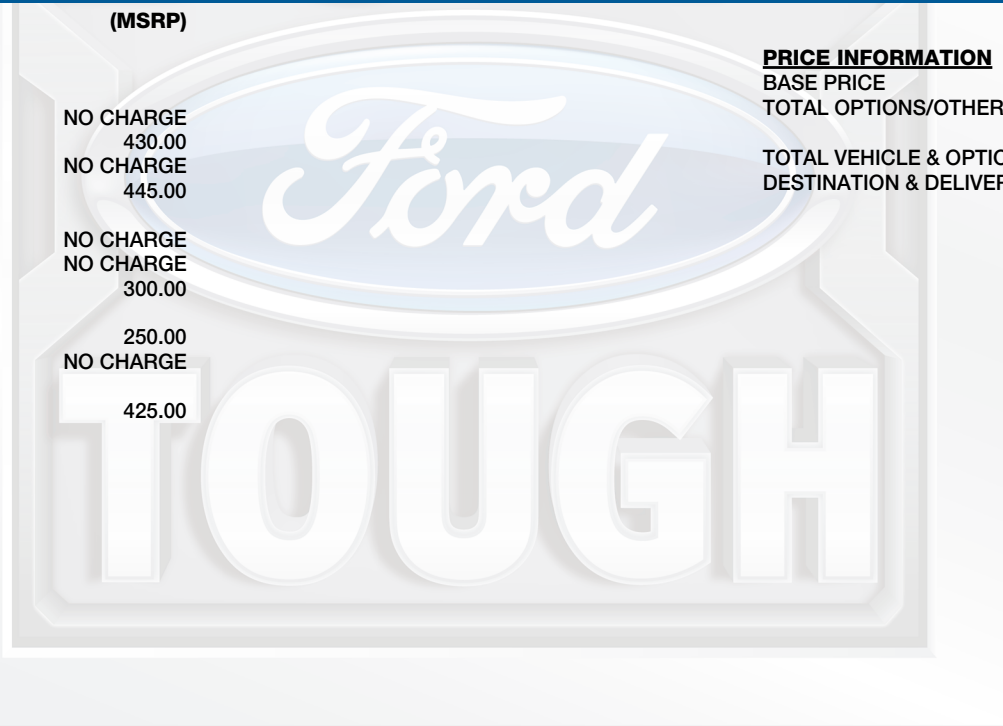 (MSRP)
NO CHARGE
430.00
NO CHARGE
445.00
NO CHARGE
NO CHARGE
300.00
250.00
NO CHARGE
425.00
PRICE INFORMATION
BASE PRICE
TOTAL OPTIONS/OTHER
TOTAL VEHICLE & OPTIO
DESTINATION & DELIVER
Ford
TOUGH